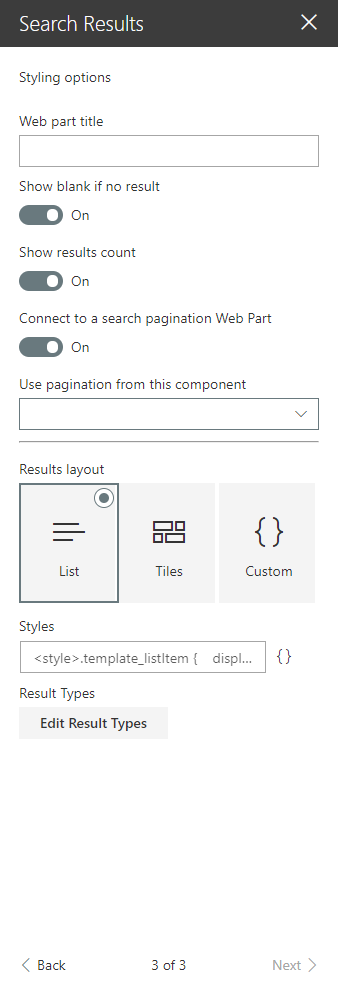 Search Results
Styling options
Web part title
Show blank if no result
On
Show results count
On
Connect to a search pagination Web Part
On
Use pagination from this component
Results layout
List
Tiles
{ }
Custom
Styles
<style>.template_listItem {    displ...
{ }
Result Types
Edit Result Types
Back
3 of 3
Next